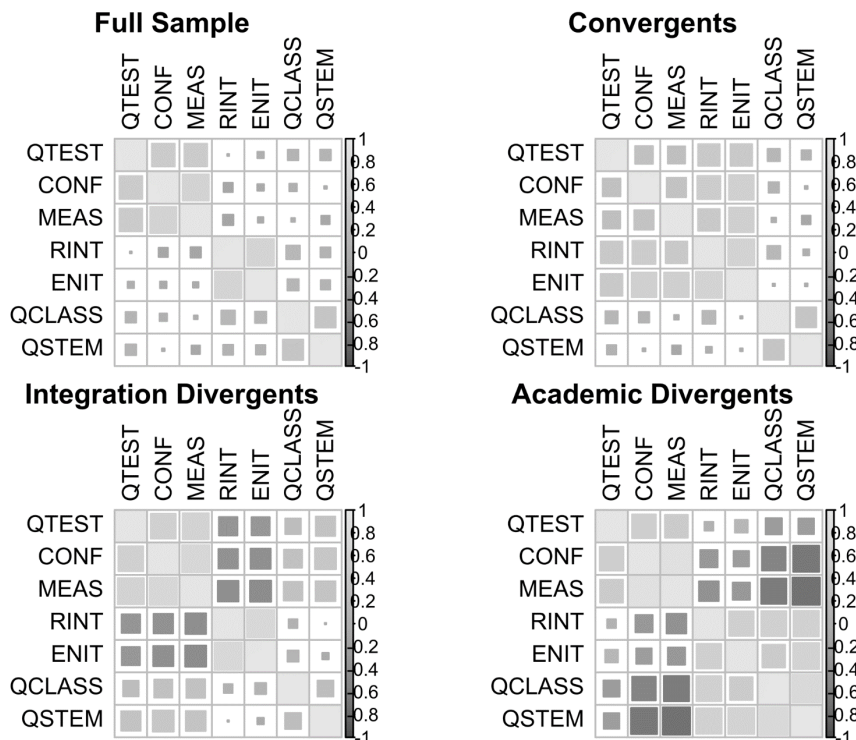 Full Sample
QTEST CONF MEAS RINT ENIT QCLASS QSTEM
QTEST
CONF
MEAS
RINT
ENIT
QCLASS
QSTEM
1
0.8
0.6
0.4
0.2
0
-0.2
-0.4
-0.6
-0.8
-1
Convergents
QTEST CONF MEAS RINT ENIT QCLASS QSTEM
QTEST
CONF
MEAS
RINT
ENIT
QCLASS
QSTEM
1
0.8
0.6
0.4
0.2
0
-0.2
-0.4
-0.6
-0.8
-1
Integration Divergents
QTEST CONF MEAS RINT ENIT QCLASS QSTEM
QTEST
CONF
MEAS
RINT
ENIT
QCLASS
QSTEM
1
0.8
0.6
0.4
0.2
0
-0.2
-0.4
-0.6
-0.8
-1
Academic Divergents
QTEST CONF MEAS RINT ENIT QCLASS QSTEM
QTEST
CONF
MEAS
RINT
ENIT
QCLASS
QSTEM
1
0.8
0.6
0.4
0.2
0
-0.2
-0.4
-0.6
-0.8
-1